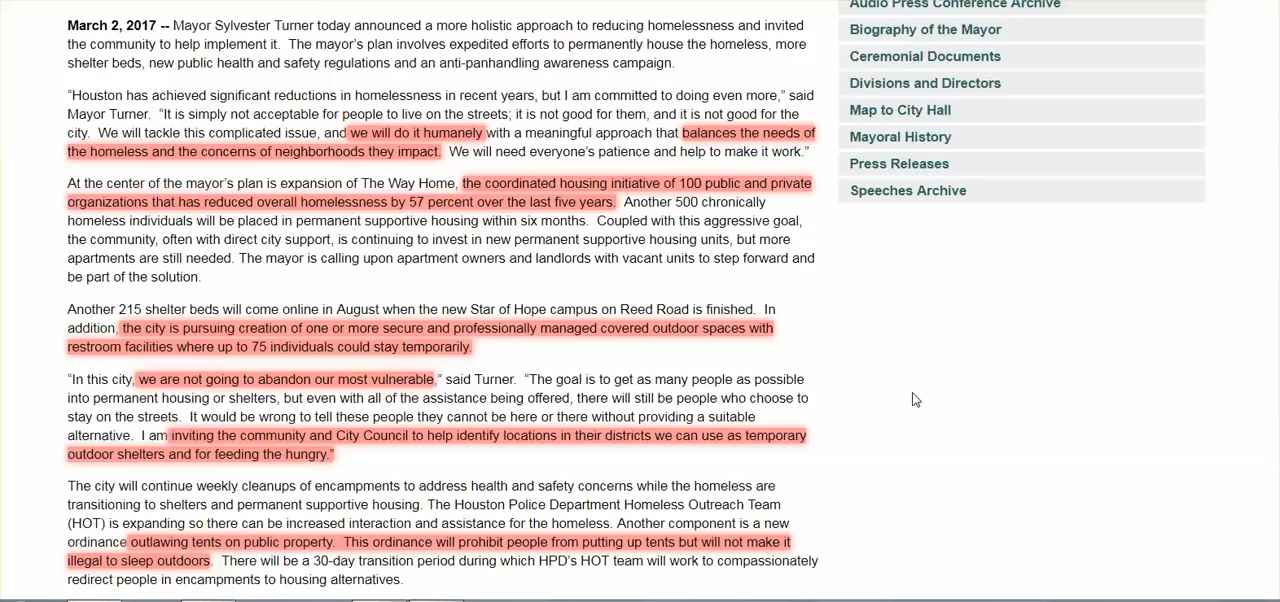 March 2, 2017 -- Mayor Sylvester Turner today announced a more holistic approach to reducing homelessness and invited
the community to help implement it.  The mayor’s plan involves expedited efforts to permanently house the homeless, more
shelter beds, new public health and safety regulations and an anti-panhandling awareness campaign.
“Houston has achieved significant reductions in homelessness in recent years, but I am committed to doing even more,” said
Mayor Turner.  “It is simply not acceptable for people to live on the streets; it is not good for them, and it is not good for the
city.  We will tackle this complicated issue, and we will do it humanely with a meaningful approach that balances the needs of
the homeless and the concerns of neighborhoods they impact.  We will need everyone’s patience and help to make it work.”
At the center of the mayor’s plan is expansion of The Way Home, the coordinated housing initiative of 100 public and private
organizations that has reduced overall homelessness by 57 percent over the last five years.  Another 500 chronically
homeless individuals will be placed in permanent supportive housing within six months.  Coupled with this aggressive goal,
the community, often with direct city support, is continuing to invest in new permanent supportive housing units, but more
apartments are still needed. The mayor is calling upon apartment owners and landlords with vacant units to step forward and
be part of the solution.
Another 215 shelter beds will come online in August when the new Star of Hope campus on Reed Road is finished.  In
addition, the city is pursuing creation of one or more secure and professionally managed covered outdoor spaces with
restroom facilities where up to 75 individuals could stay temporarily.
“In this city, we are not going to abandon our most vulnerable,” said Turner.  “The goal is to get as many people as possible
into permanent housing or shelters, but even with all of the assistance being offered, there will still be people who choose to
stay on the streets.  It would be wrong to tell these people they cannot be here or there without providing a suitable
alternative.  I am inviting the community and City Council to help identify locations in their districts we can use as temporary
outdoor shelters and for feeding the hungry.”
The city will continue weekly cleanups of encampments to address health and safety concerns while the homeless are
transitioning to shelters and permanent supportive housing. The Houston Police Department Homeless Outreach Team
(HOT) is expanding so there can be increased interaction and assistance for the homeless. Another component is a new
ordinance outlawing tents on public property.  This ordinance will prohibit people from putting up tents but will not make it
illegal to sleep outdoors.  There will be a 30-day transition period during which HPD’s HOT team will work to compassionately
redirect people in encampments to housing alternatives.
Audio Press Conference Archive
Biography of the Mayor
Ceremonial Documents
Divisions and Directors
Map to City Hall
Mayoral History
Press Releases
Speeches Archive